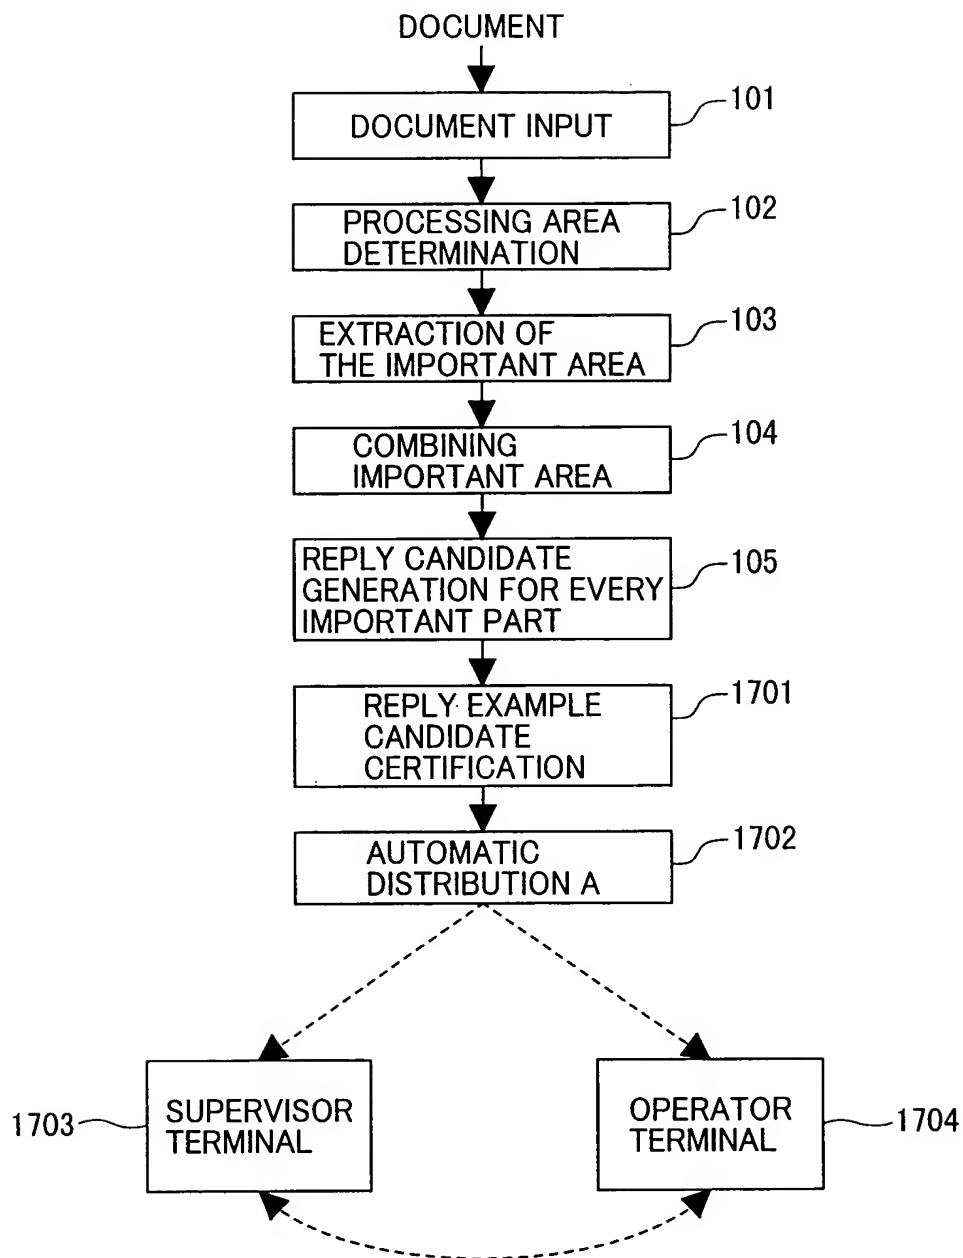 DOCUMENT
DOCUMENT INPUT
101
PROCESSING AREA
DETERMINATION
102
EXTRACTION OF
THE IMPORTANT AREA
103
COMBINING
IMPORTANT AREA
104
REPLY CANDIDATE
GENERATION FOR EVERY
IMPORTANT PART
105
REPLY EXAMPLE
CANDIDATE
CERTIFICATION
1701
AUTOMATIC
DISTRIBUTION A
1702
1703
SUPERVISOR
TERMINAL
OPERATOR
TERMINAL
1704